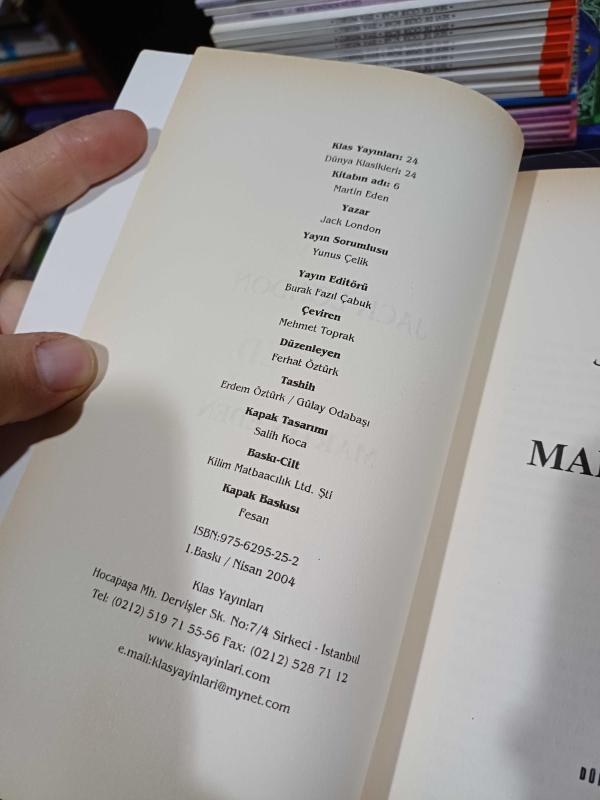 Klas Yayınları: 24
Dünya Klasikleri: 24
Kitabın adı: 6
Martin Eden
Yazar
Jack London
Yayın Sorumlusu
Yunus Çelik
Yayın Editörü
Burak Fazıl Çabuk
Çeviren
Mehmet Toprak
Düzenleyen
Ferhat Öztürk
Tashih
Erdem Öztürk / Gülay Odabaşı
Kapak Tasarımı
Salih Koca
Baskı-Cilt
Kilim Matbaacılık Ltd. Şti
Kapak Baskısı
Fesan
ISBN:975-6295-25-2
1.Baskı / Nisan 2004
Klas Yayınları
Hocapaşa Mh. Dervişler Sk. No:7/4 Sirkeci - İstanbul
Tel: (0212) 519 71 55-56 Fax: (0212) 528 71 12
www.klasyayinlari.com
e.mail:klasyayinlari@mynet.com